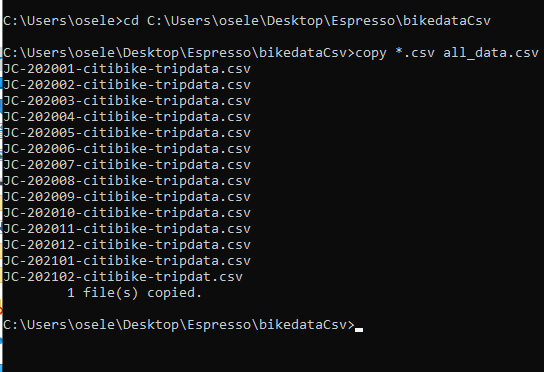 C:\Users\osele>cd C:\Users\osele\Desktop\Espresso\bikedataCsv
C:\Users\osele\Desktop\Espresso\bikedataCsv>copy *.csv all_data.csv
JC-202001-citibike-tripdata.csv
JC-202002-citibike-tripdata.csv
JC-202003-citibike-tripdata.csv
JC-202004-citibike-tripdata.csv
JC-202005-citibike-tripdata.csv
JC-202006-citibike-tripdata.csv
JC-202007-citibike-tripdata.csv
JC-202008-citibike-tripdata.csv
JC-202009-citibike-tripdata.csv
JC-202010-citibike-tripdata.csv
JC-202011-citibike-tripdata.csv
JC-202012-citibike-tripdata.csv
JC-202101-citibike-tripdata.csv
JC-202102-citibike-tripdat.csv
1 file(s) copied.
C:\Users\osele\Desktop\Espresso\bikedataCsv>